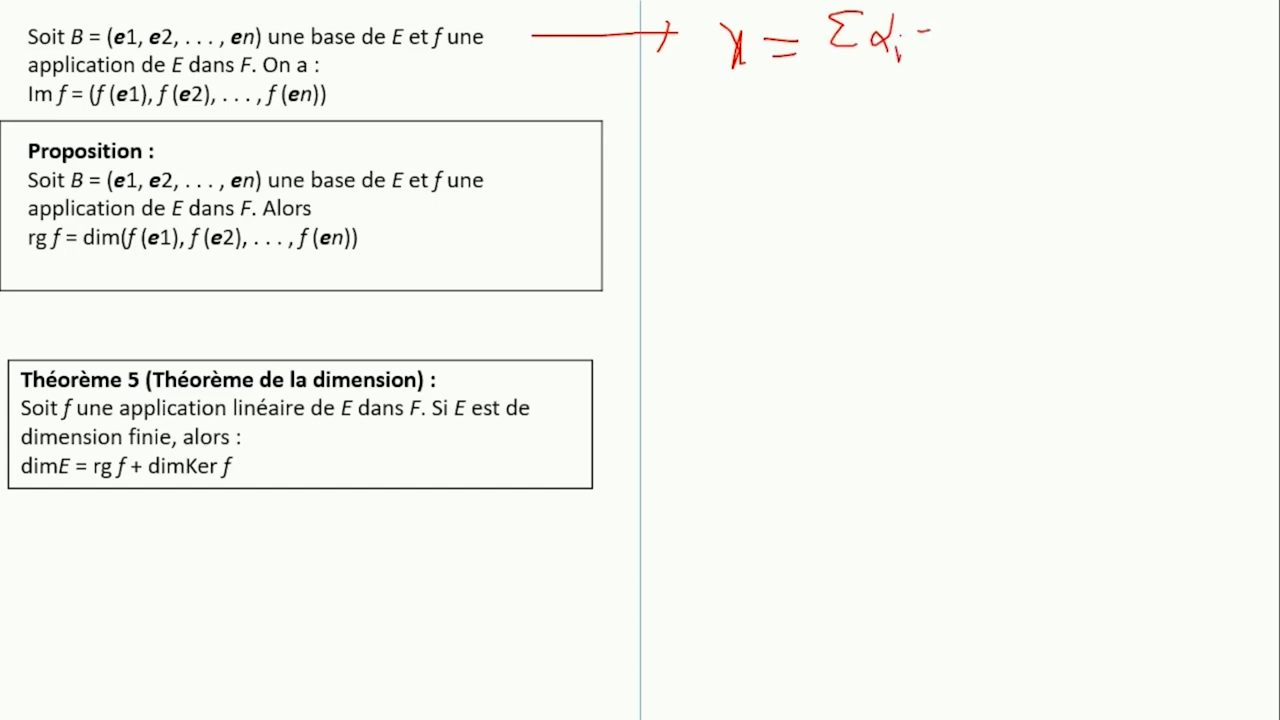 Soit B = (e1, e2, . . . , en) une base de E et f une
application de E dans F. On a :
Im f = (f (e1), f (e2), . . . , f (en))
x = Σ αi
Proposition :
Soit B = (e1, e2, . . . , en) une base de E et f une
application de E dans F. Alors
rg f = dim(f (e1), f (e2), . . . , f (en))
Théorème 5 (Théorème de la dimension) :
Soit f une application linéaire de E dans F. Si E est de
dimension finie, alors :
dimE = rg f + dimKer f